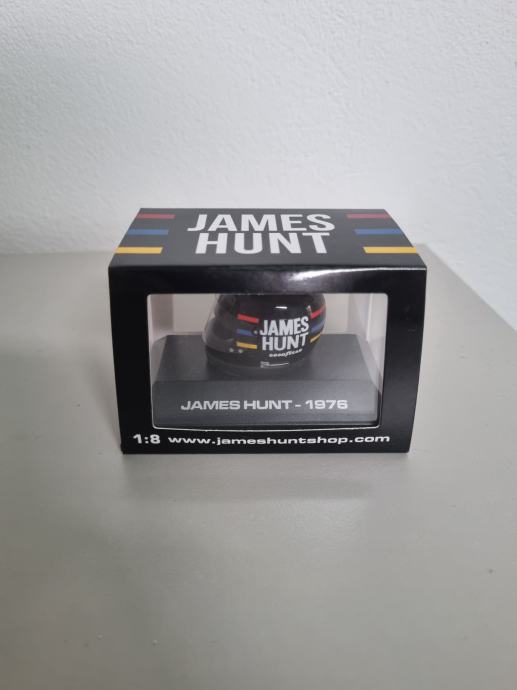 JAMES
HUNT
JAMES
HUNT
GOODYEAR
JAMES HUNT - 1976
1:8 www.jameshuntshop.com